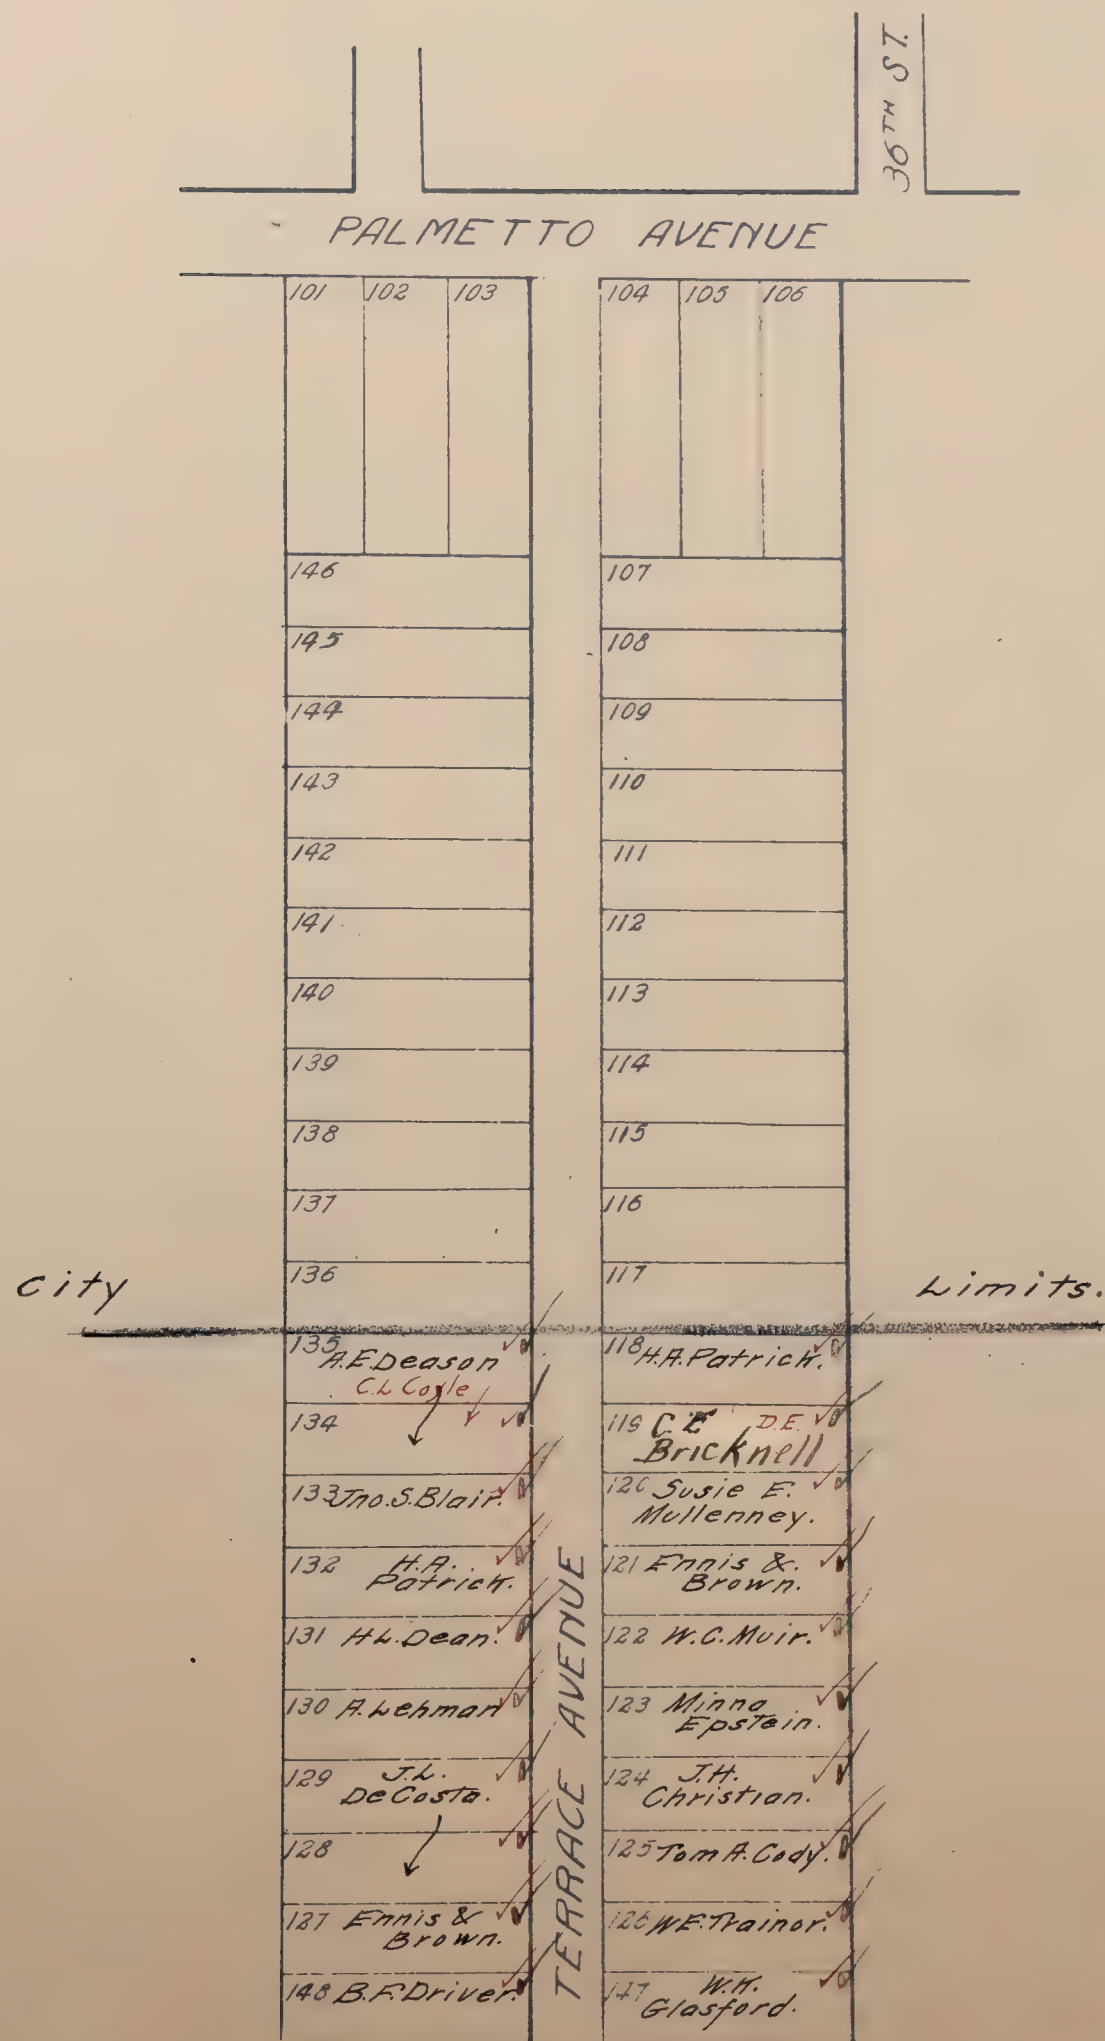 36TH ST.
PALMETTO AVENUE
101 102 103 104 105 106
146 107
145 108
144 109
143 110
142 111
141 112
140 113
139 114
138 115
137 116
136 117
City Limits.
135 A.E. Deason
C.L. Coyle
118 H.A. Patrick.
134
119 C.E. D.E.
Bricknell
133 Jno. S. Blair.
120 Susie E.
Mullenney.
132 H.A.
Patrick.
121 Ennis &
Brown.
131 H.L. Dean.
122 W.C. Muir.
130 A. Lehman
123 Minna
Epstein.
129 J.L.
DeCosta.
124 J.H.
Christian.
128
125 Tom A. Cody.
127 Ennis &
Brown.
126 W.E. Trainor.
148 B.F. Driver.
147 W.K.
Glasford.
TERRACE AVENUE